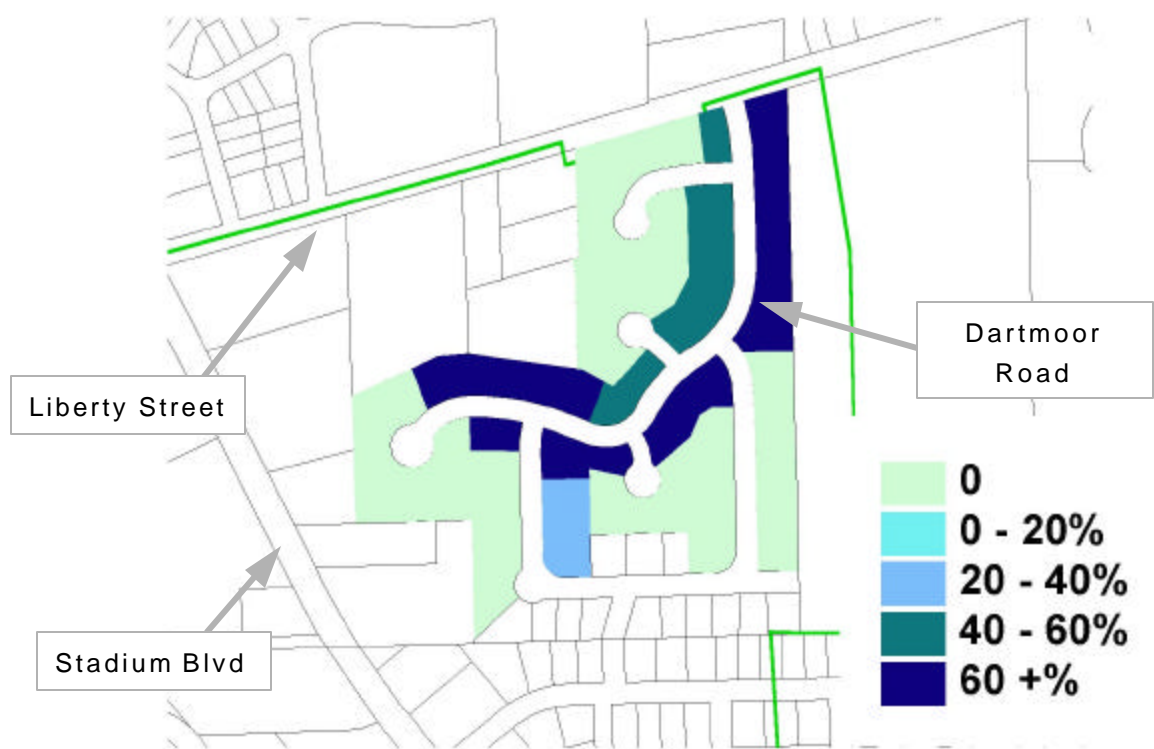 Dartmoor
Road
Liberty Street
Stadium Blvd
0
0 - 20%
20 - 40%
40 - 60%
60 +%